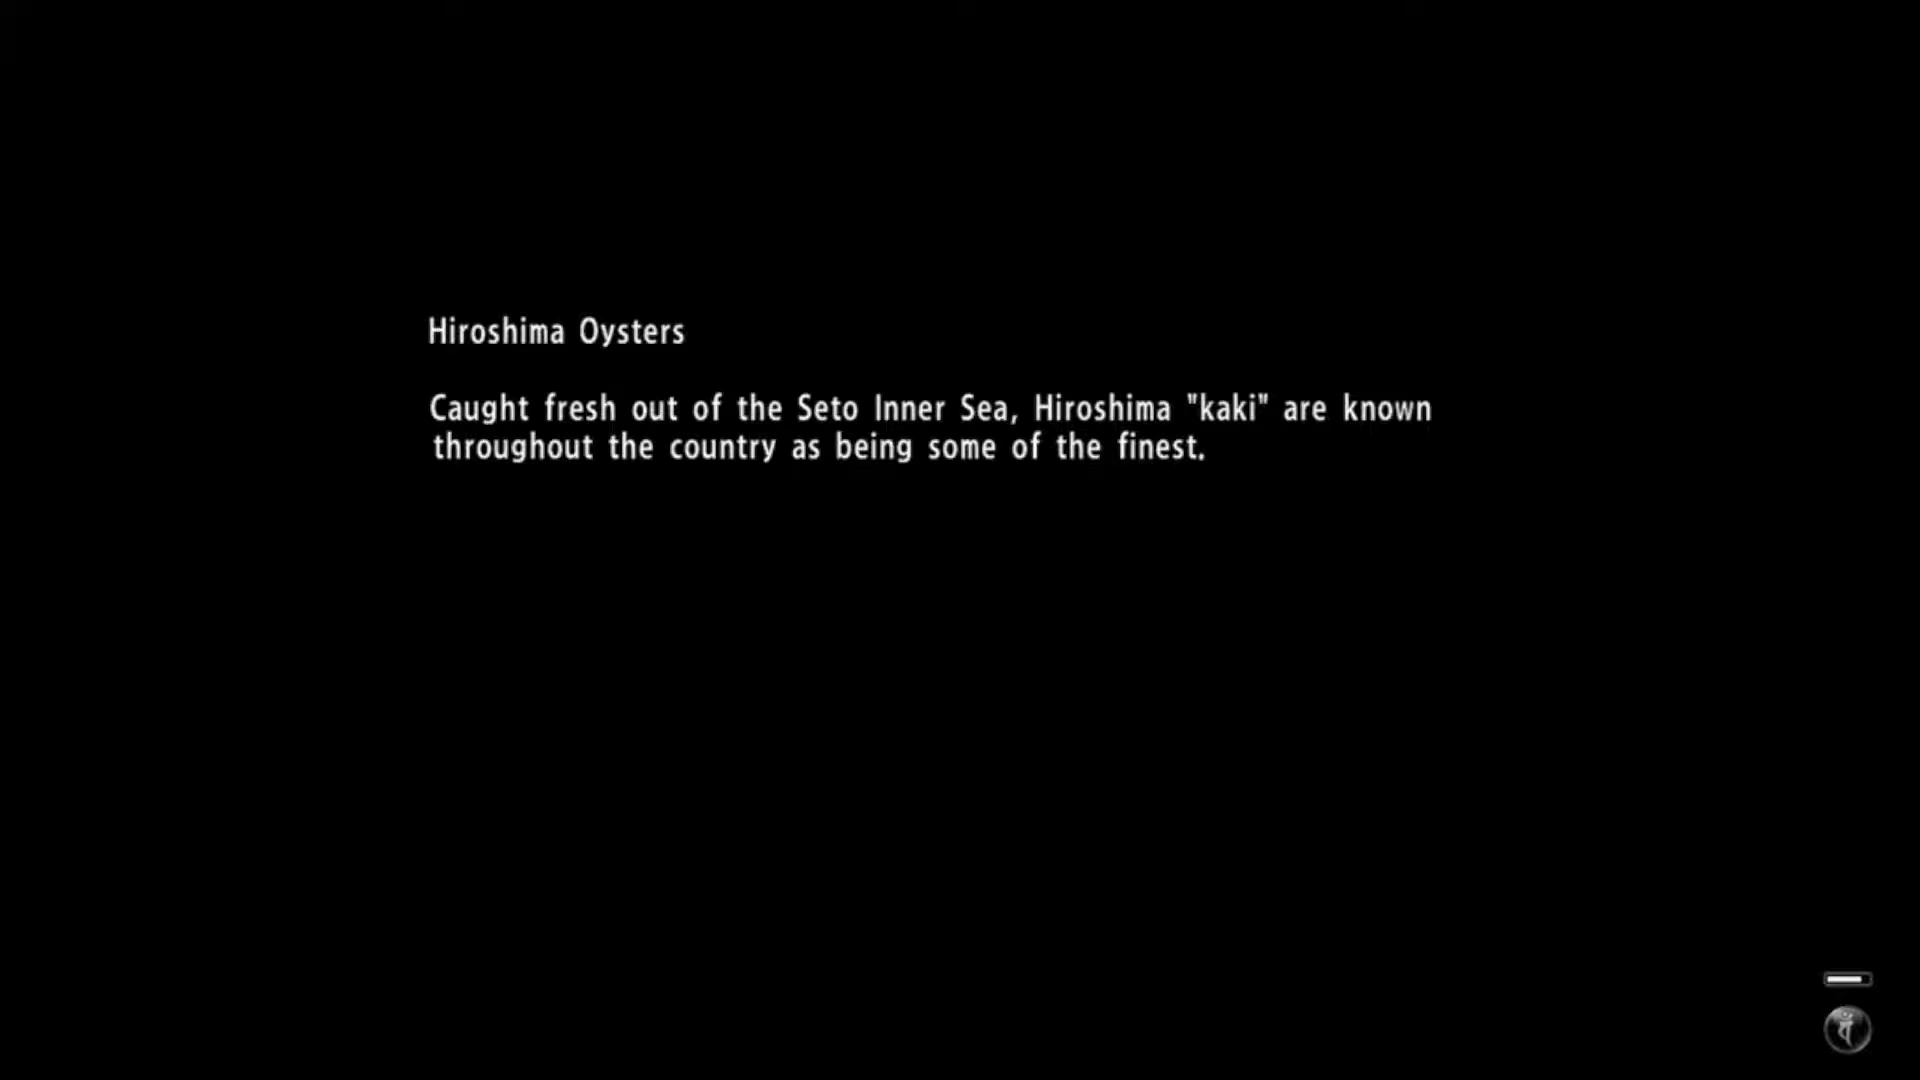 Hiroshima Oysters
Caught fresh out of the Seto Inner Sea, Hiroshima "kaki" are known
throughout the country as being some of the finest.